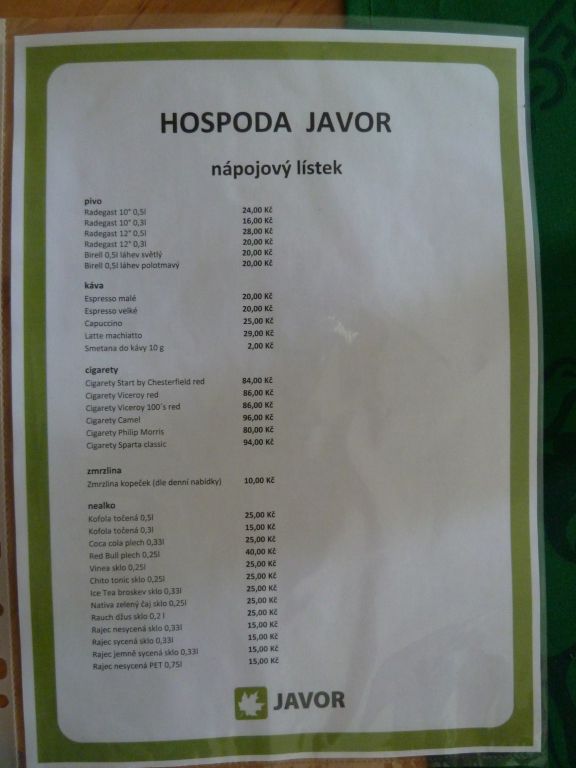 HOSPODA JAVOR
nápojový lístek
pivo
Radegast 10° 0,5l 24,00 Kč
Radegast 10° 0,3l 16,00 Kč
Radegast 12° 0,5l 28,00 Kč
Radegast 12° 0,3l 20,00 Kč
Birell 0,5l láhev světlý 20,00 Kč
Birell 0,5l láhev polotmavý 20,00 Kč
káva
Espresso malé 20,00 Kč
Espresso velké 20,00 Kč
Capuccino 25,00 Kč
Latte machiatto 29,00 Kč
Smetana do kávy 10 g 2,00 Kč
cigarety
Cigarety Start by Chesterfield red 84,00 Kč
Cigarety Viceroy red 86,00 Kč
Cigarety Viceroy 100´s red 86,00 Kč
Cigarety Camel 96,00 Kč
Cigarety Philip Morris 80,00 Kč
Cigarety Sparta classic 94,00 Kč
zmrzlina
Zmrzlina kopeček (dle denní nabídky) 10,00 Kč
nealko
Kofola točená 0,5l 25,00 Kč
Kofola točená 0,3l 15,00 Kč
Coca cola plech 0,33l 25,00 Kč
Red Bull plech 0,25l 40,00 Kč
Vinea sklo 0,25l 25,00 Kč
Chito tonic sklo 0,25l 25,00 Kč
Ice Tea broskev sklo 0,33l 25,00 Kč
Nativa zelený čaj sklo 0,25l 25,00 Kč
Rauch džus sklo 0,2 l 25,00 Kč
Rajec nesycená sklo 0,33l 15,00 Kč
Rajec sycená sklo 0,33l 15,00 Kč
Rajec jemně sycená sklo 0,33l 15,00 Kč
Rajec nesycená PET 0,75l 15,00 Kč
JAVOR